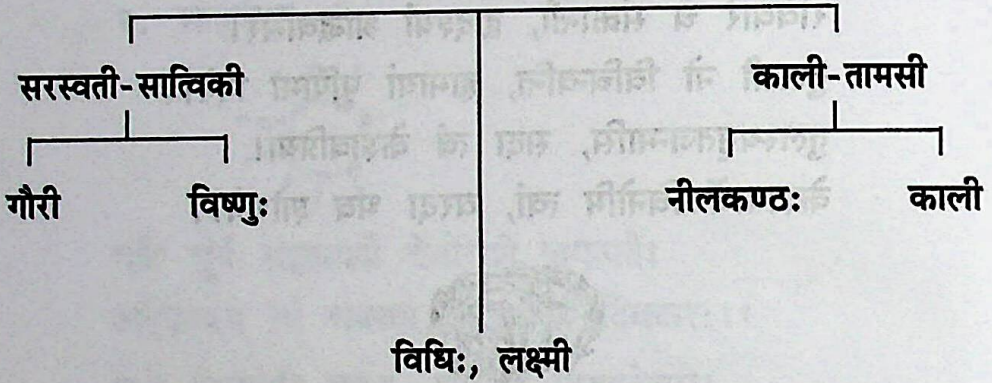 सरस्वती-सात्विकी काली-तामसी
गौरी विष्णुः नीलकण्ठः काली
विधिः, लक्ष्मी